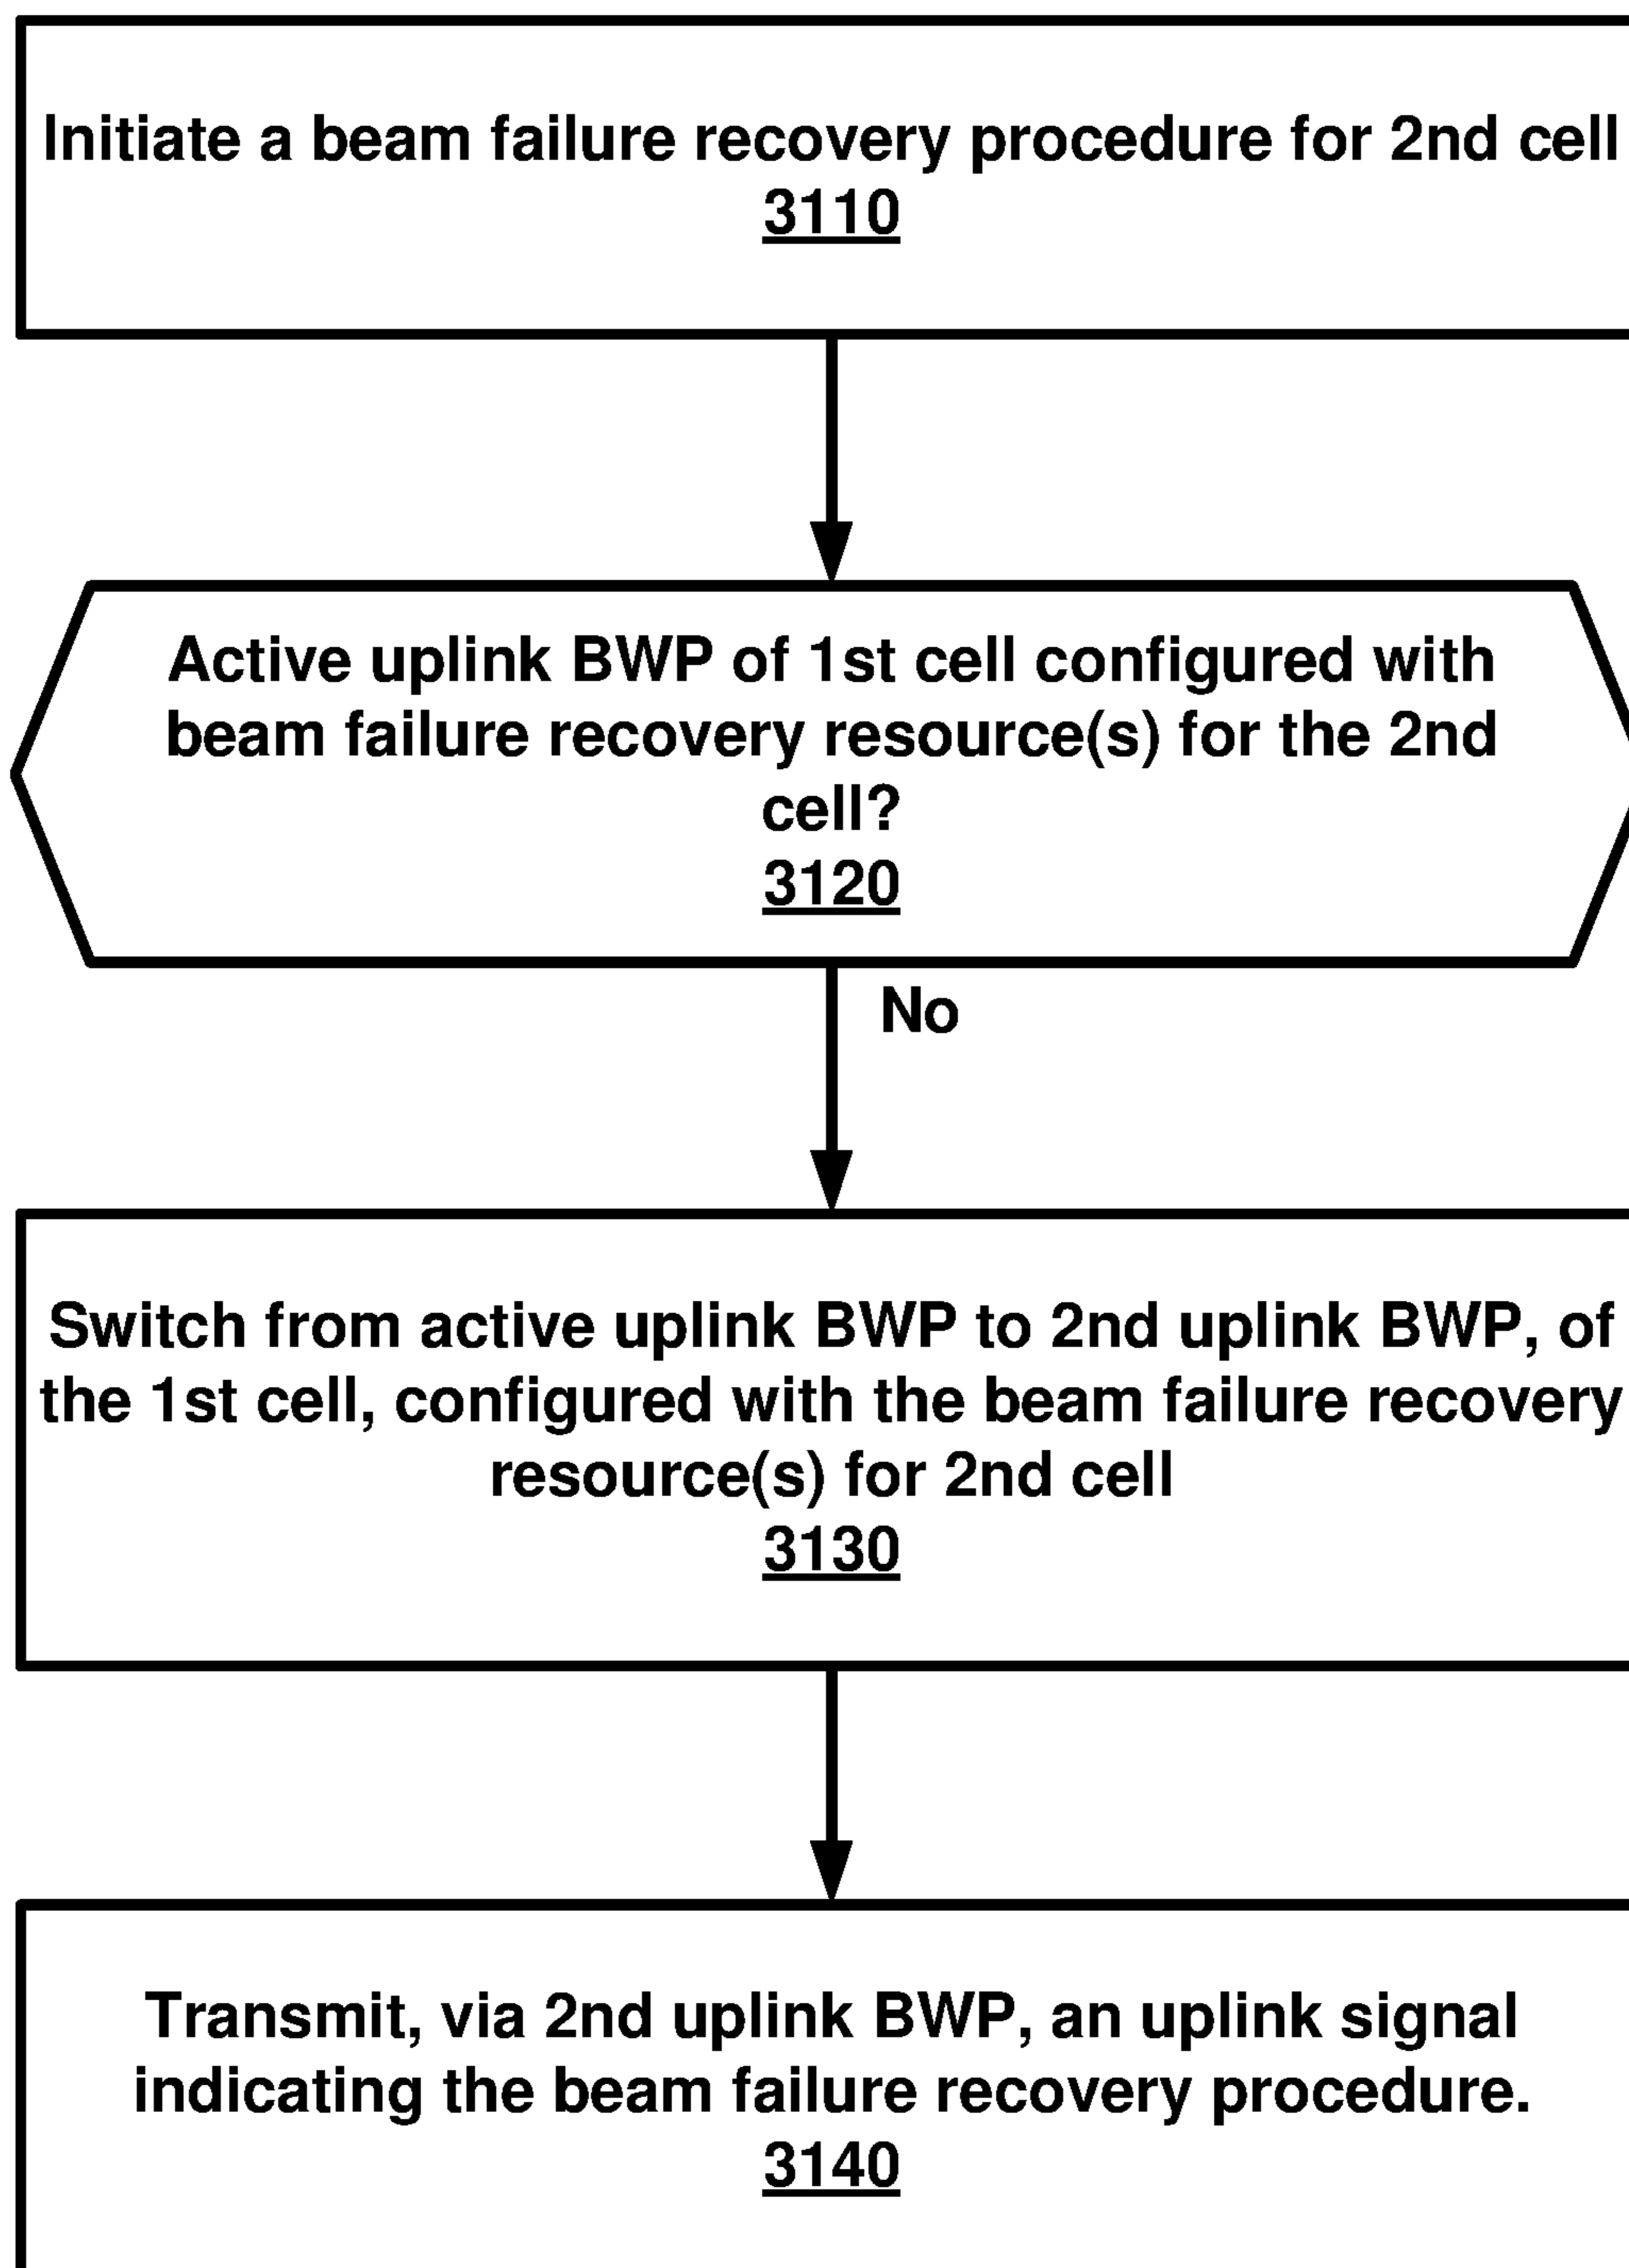 Initiate a beam failure recovery procedure for 2nd cell
3110
Active uplink BWP of 1st cell configured with
beam failure recovery resource(s) for the 2nd
cell?
3120
No
Switch from active uplink BWP to 2nd uplink BWP, of
the 1st cell, configured with the beam failure recovery
resource(s) for 2nd cell
3130
Transmit, via 2nd uplink BWP, an uplink signal
indicating the beam failure recovery procedure.
3140